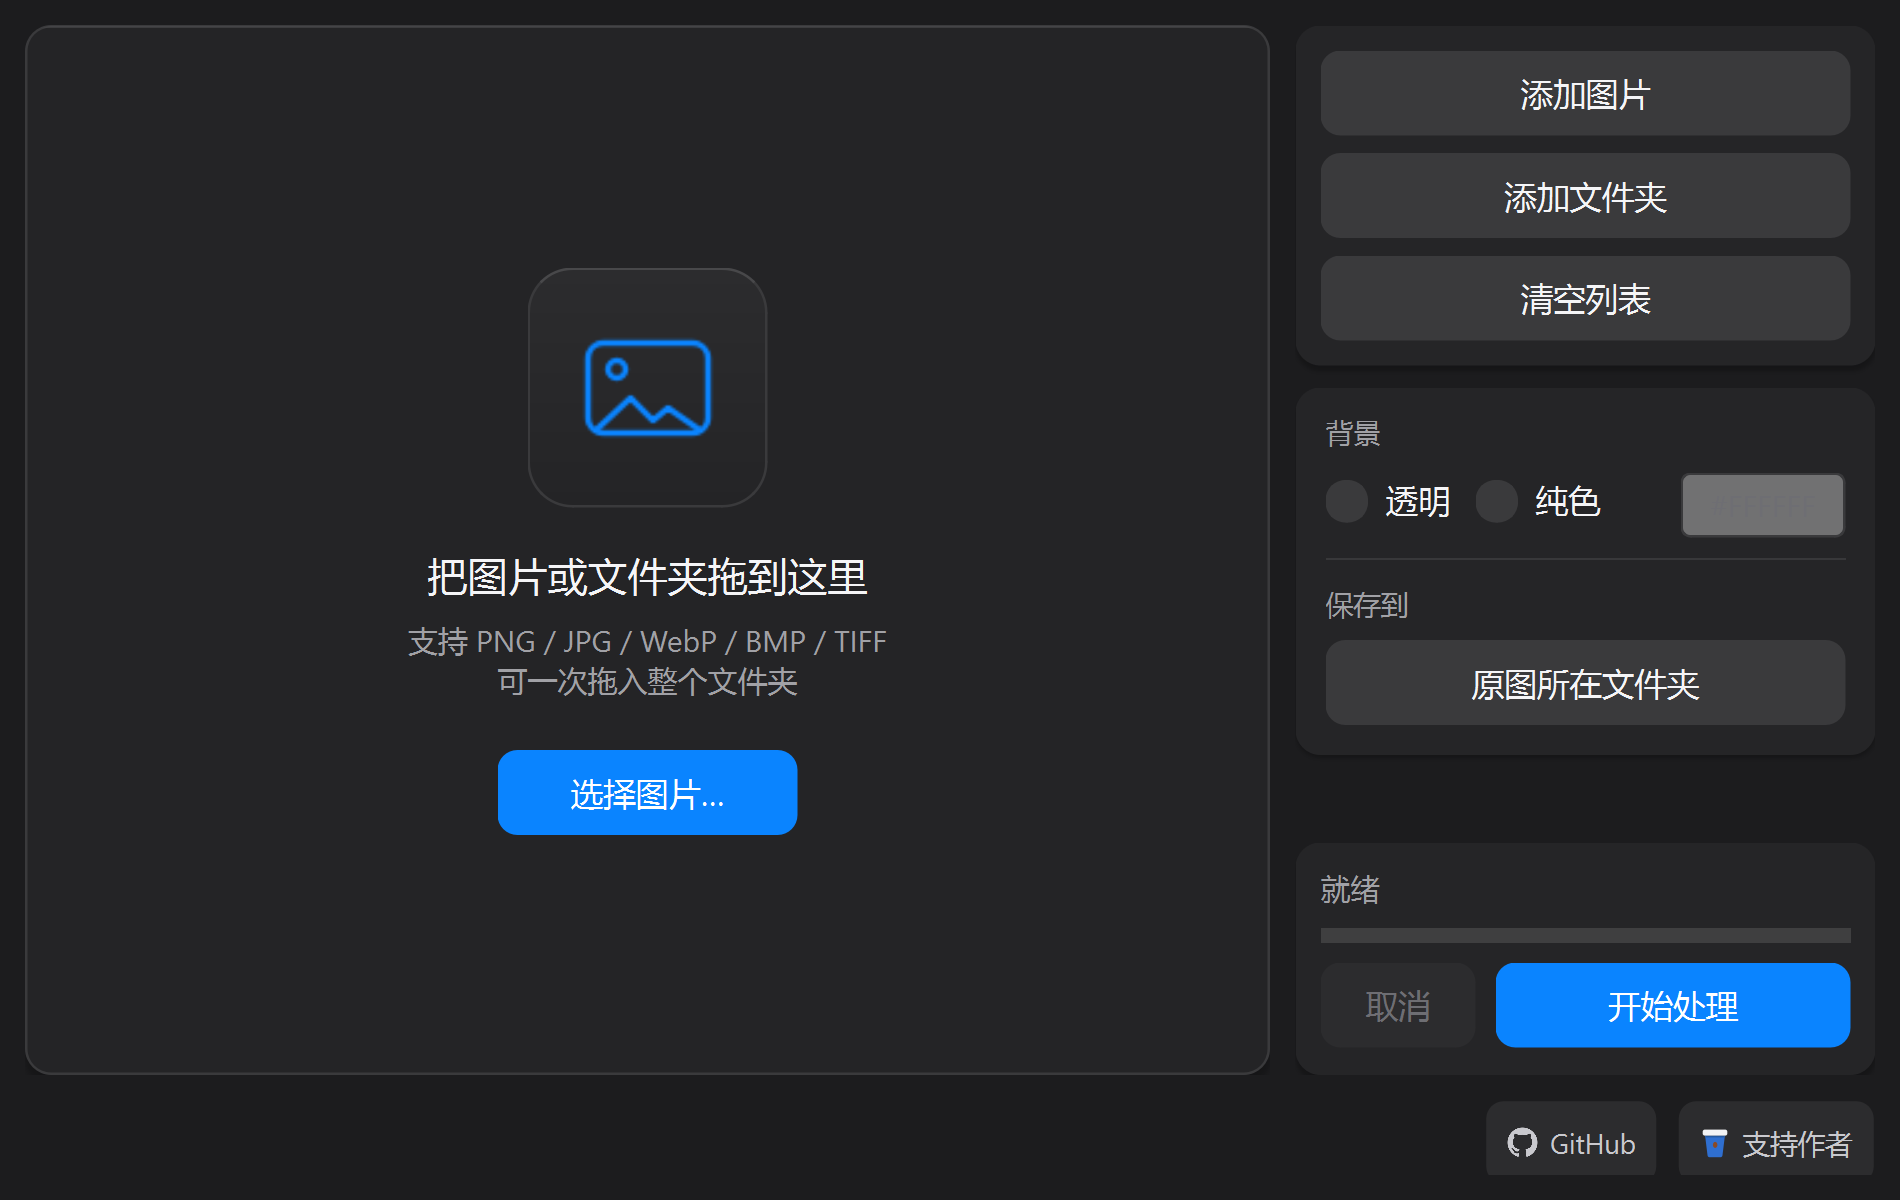 把图片或文件夹拖到这里
支持 PNG / JPG / WebP / BMP / TIFF
可一次拖入整个文件夹
选择图片...
添加图片
添加文件夹
清空列表
背景
透明 纯色
保存到
原图所在文件夹
就绪
取消 开始处理
GitHub 支持作者